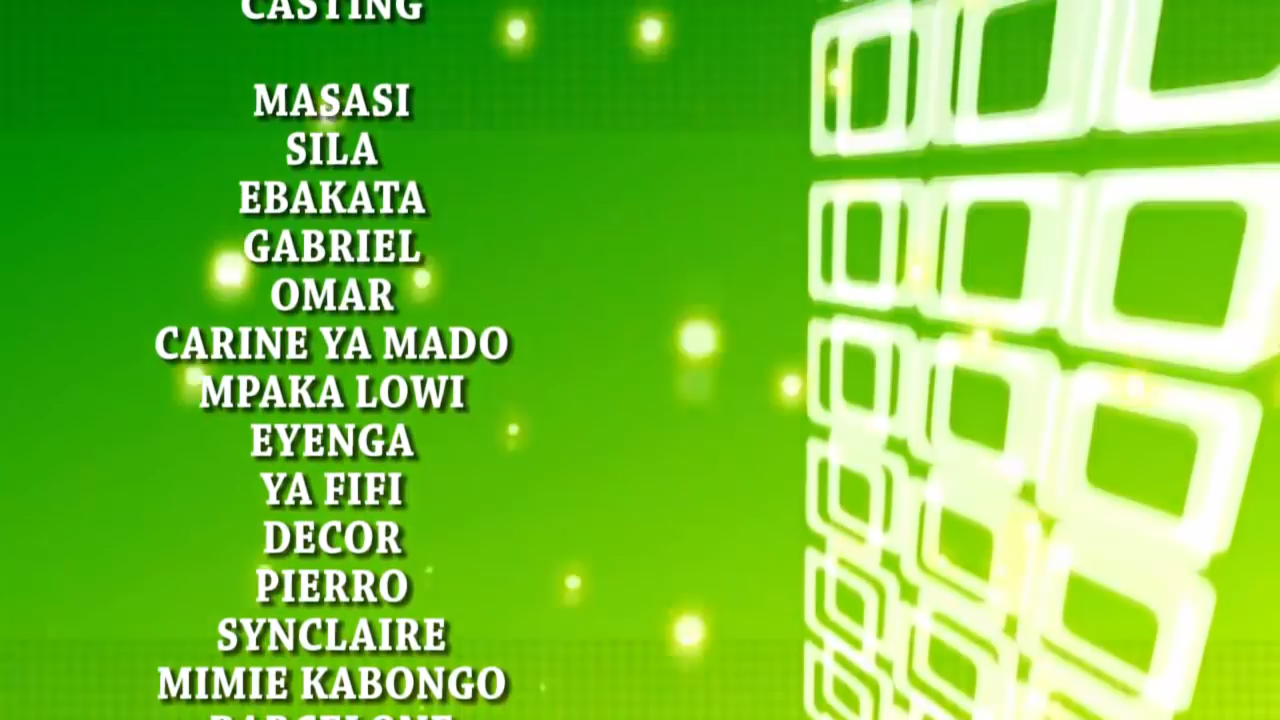 CASTING
MASASI
SILA
EBAKATA
GABRIEL
OMAR
CARINE YA MADO
MPAKA LOWI
EYENGA
YA FIFI
DECOR
PIERRO
SYNCLAIRE
MIMIE KABONGO